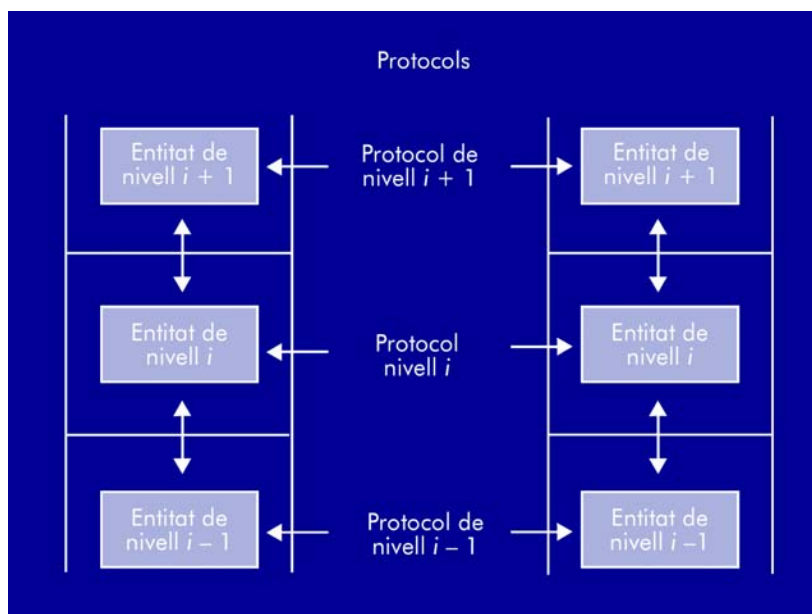 Protocols
Entitat de
nivell i + 1
Protocol de
nivell i + 1
Entitat de
nivell i + 1
Entitat de
nivell i
Protocol
nivell i
Entitat de
nivell i
Entitat de
nivell i – 1
Protocol de
nivell i – 1
Entitat de
nivell i –1